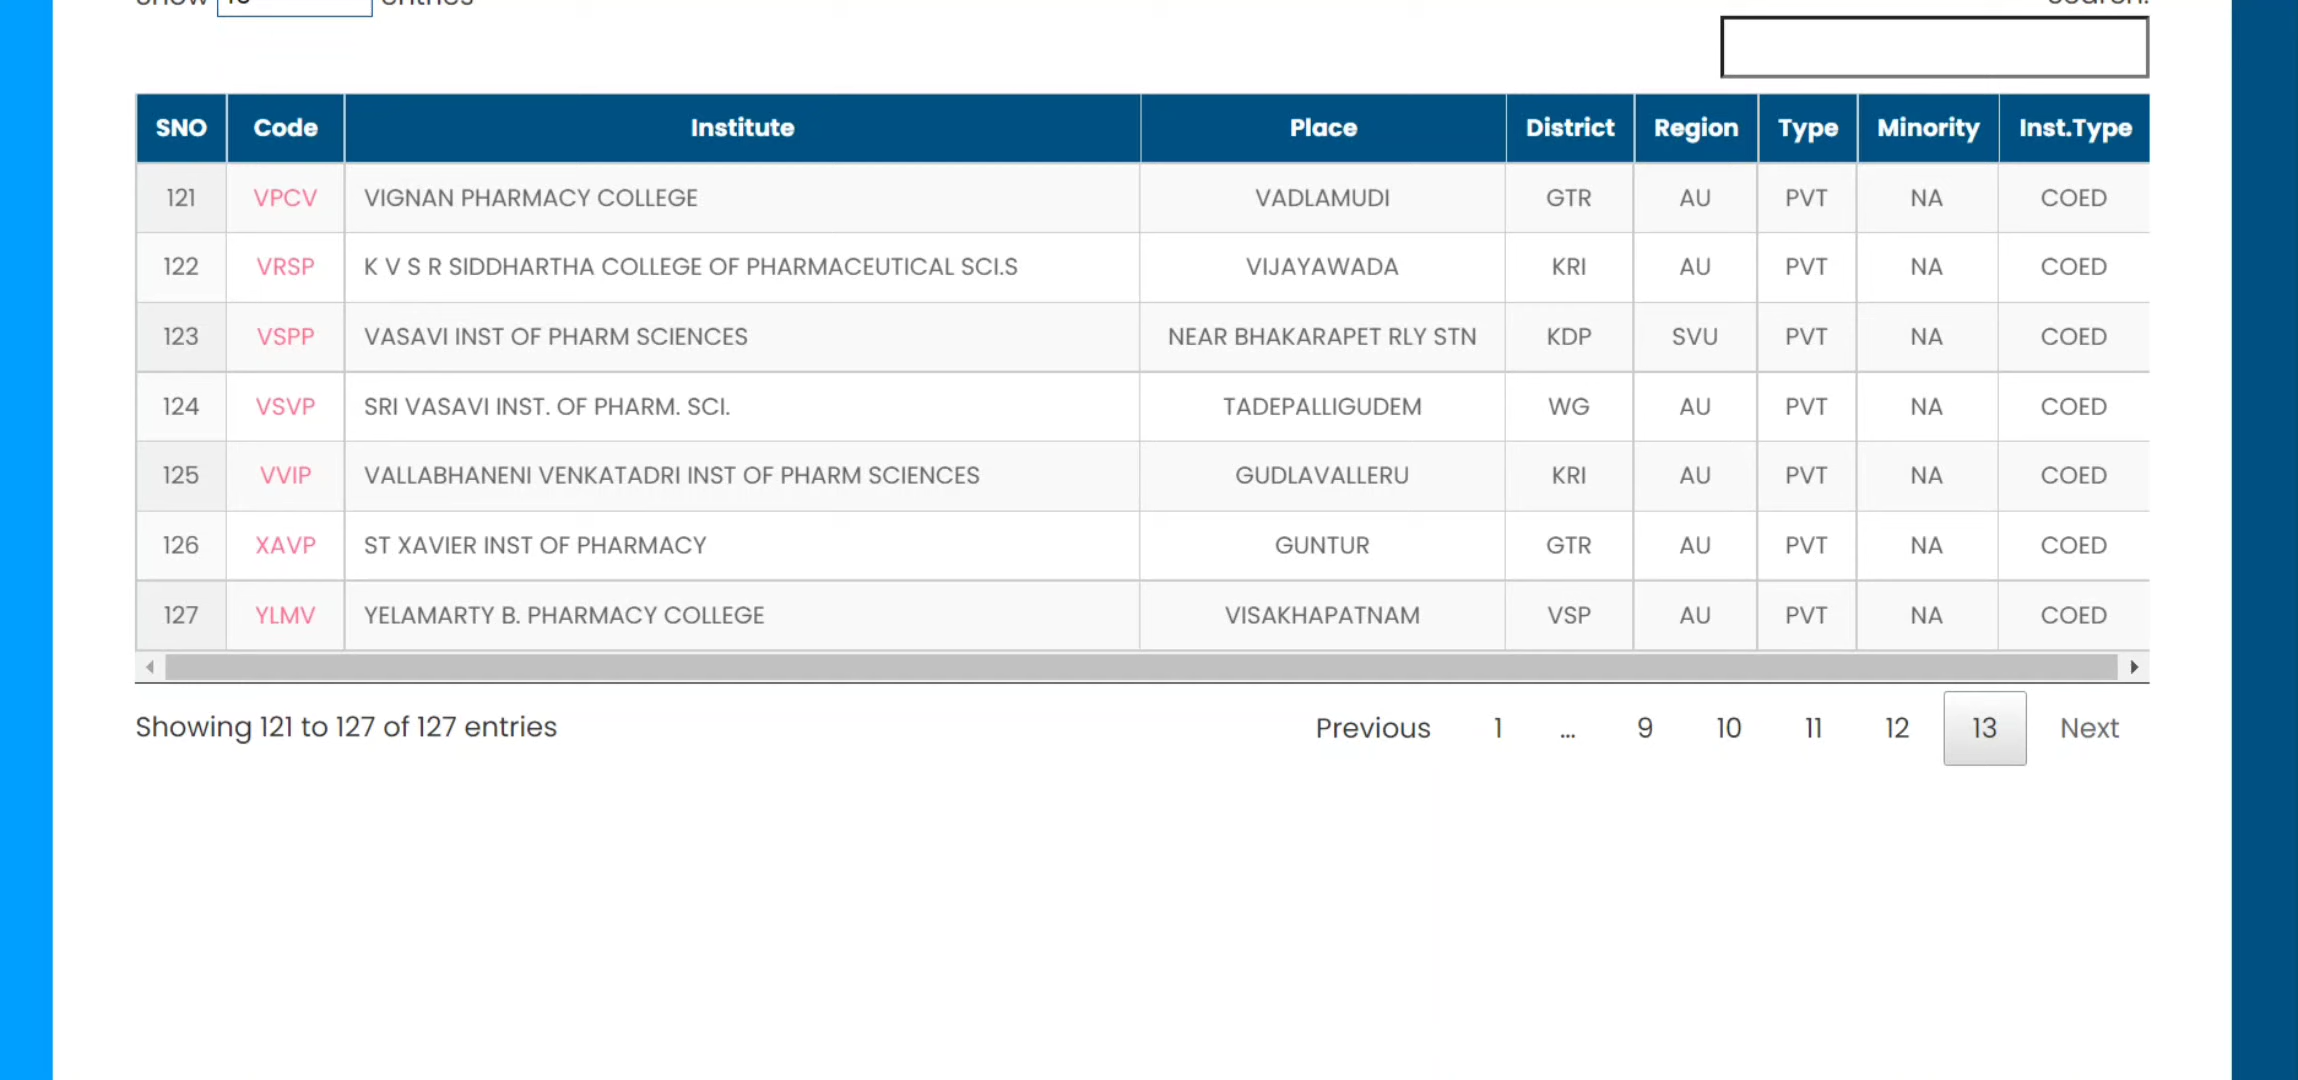 Show 10 entries
Search:
SNO Code Institute Place District Region Type Minority Inst.Type
121 VPCV VIGNAN PHARMACY COLLEGE VADLAMUDI GTR AU PVT NA COED
122 VRSP K V S R SIDDHARTHA COLLEGE OF PHARMACEUTICAL SCI.S VIJAYAWADA KRI AU PVT NA COED
123 VSPP VASAVI INST OF PHARM SCIENCES NEAR BHAKARAPET RLY STN KDP SVU PVT NA COED
124 VSVP SRI VASAVI INST. OF PHARM. SCI. TADEPALLIGUDEM WG AU PVT NA COED
125 VVIP VALLABHANENI VENKATADRI INST OF PHARM SCIENCES GUDLAVALLERU KRI AU PVT NA COED
126 XAVP ST XAVIER INST OF PHARMACY GUNTUR GTR AU PVT NA COED
127 YLMV YELAMARTY B. PHARMACY COLLEGE VISAKHAPATNAM VSP AU PVT NA COED
Showing 121 to 127 of 127 entries Previous 1 ... 9 10 11 12 13 Next